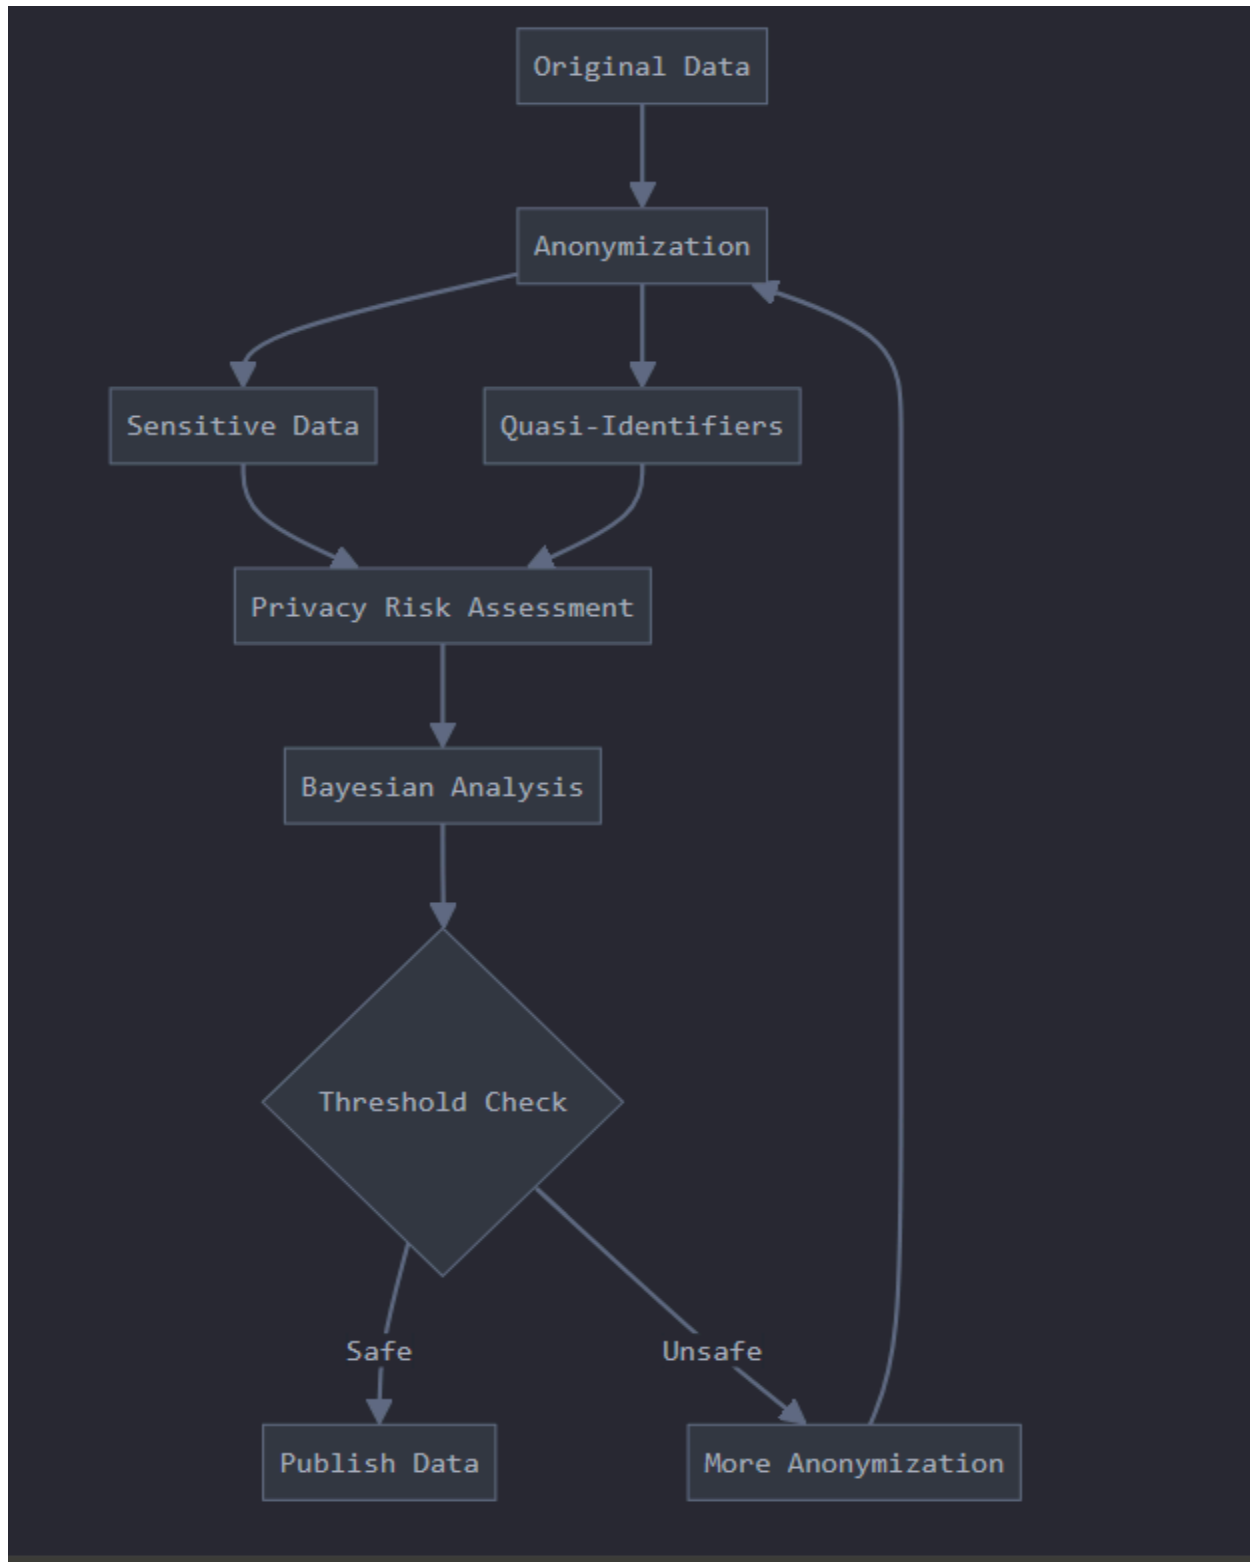 Original Data
Anonymization
Sensitive Data
Quasi-Identifiers
Privacy Risk Assessment
Bayesian Analysis
Threshold Check
Safe
Unsafe
Publish Data
More Anonymization